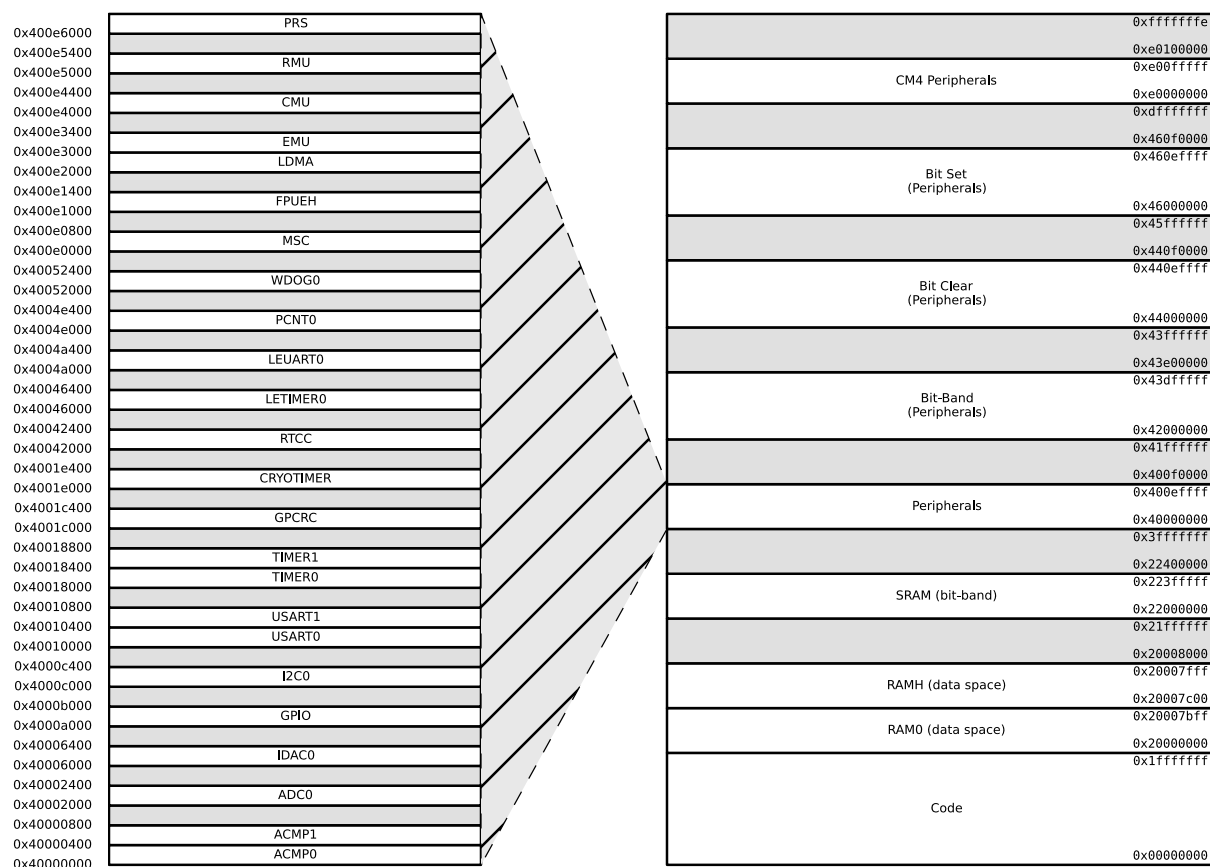 PRS
0x400e6000
0x400e5400
RMU
0x400e5000
0x400e4400
CMU
0x400e4000
0x400e3400
EMU
0x400e3000
LDMA
0x400e2000
0x400e1400
FPUEH
0x400e1000
0x400e0800
MSC
0x400e0000
0x40052400
WDOG0
0x40052000
0x4004e400
PCNT0
0x4004e000
0x4004a400
LEUART0
0x4004a000
0x40046400
LETIMER0
0x40046000
0x40042400
RTCC
0x40042000
0x4001e400
CRYOTIMER
0x4001e000
0x4001c400
GPCRC
0x4001c000
0x40018800
TIMER1
0x40018400
TIMER0
0x40018000
0x40010800
USART1
0x40010400
USART0
0x40010000
0x4000c400
I2C0
0x4000c000
0x4000b000
GPIO
0x4000a000
0x40006400
IDAC0
0x40006000
0x40002400
ADC0
0x40002000
0x40000800
ACMP1
0x40000400
ACMP0
0x40000000
0xfffffffe
0xe0100000
0xe00fffff
CM4 Peripherals
0xe0000000
0xdfffffff
0x460f0000
0x460effff
Bit Set
(Peripherals)
0x46000000
0x45ffffff
0x440f0000
0x440effff
Bit Clear
(Peripherals)
0x44000000
0x43ffffff
0x43e00000
0x43dfffff
Bit-Band
(Peripherals)
0x42000000
0x41ffffff
0x400f0000
0x400effff
Peripherals
0x40000000
0x3fffffff
0x22400000
0x223fffff
SRAM (bit-band)
0x22000000
0x21ffffff
0x20008000
0x20007fff
RAMH (data space)
0x20007c00
0x20007bff
RAM0 (data space)
0x20000000
0x1fffffff
Code
0x00000000